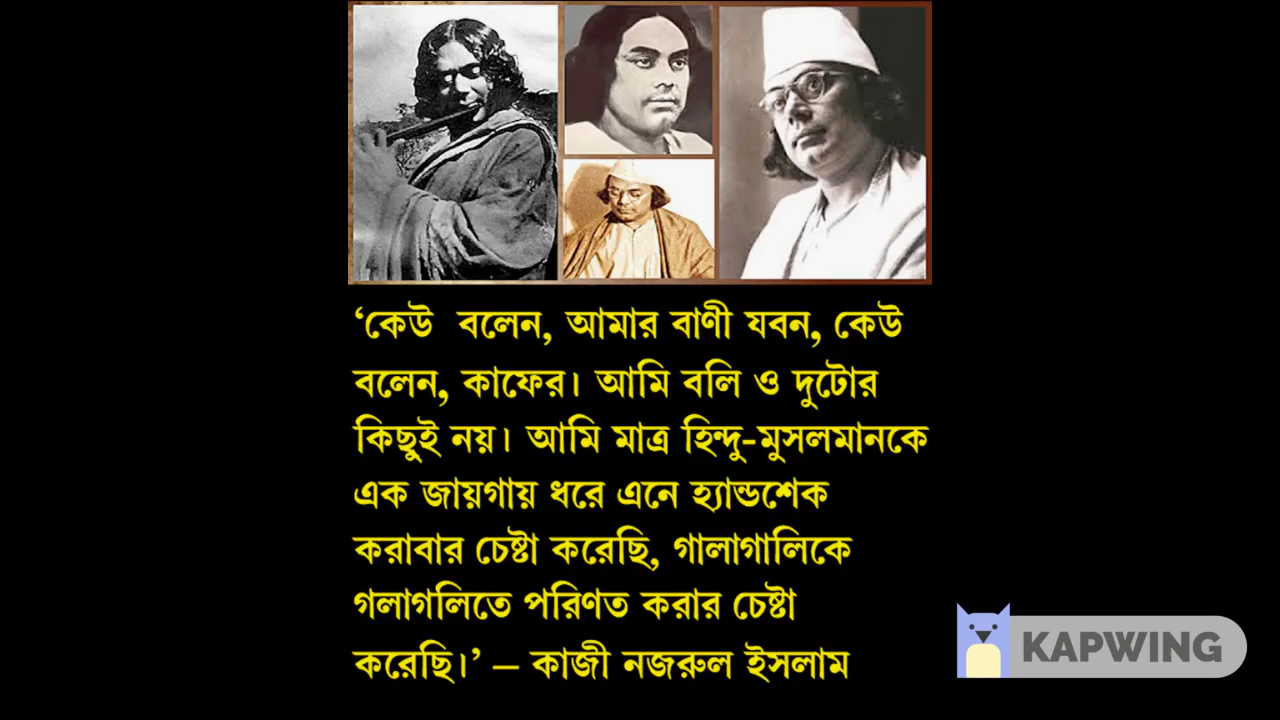 ‘কেউ বলেন, আমার বাণী যবন, কেউ
বলেন, কাফের। আমি বলি ও দুটোর
কিছুই নয়। আমি মাত্র হিন্দু-মুসলমানকে
এক জায়গায় ধরে এনে হ্যান্ডশেক
করাবার চেষ্টা করেছি, গালাগালিকে
গলাগলিতে পরিণত করার চেষ্টা
করেছি।’ – কাজী নজরুল ইসলাম
KAPWING